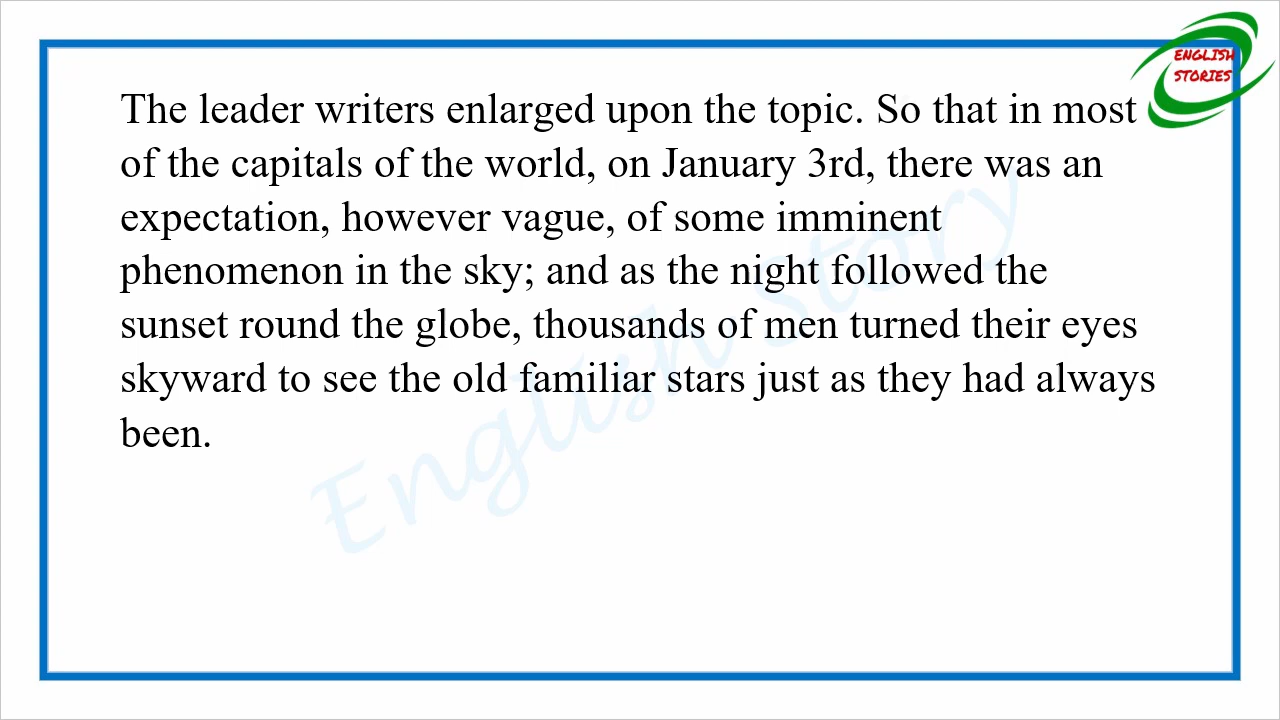 ENGLISH
STORIES
The leader writers enlarged upon the topic. So that in most
of the capitals of the world, on January 3rd, there was an
expectation, however vague, of some imminent
phenomenon in the sky; and as the night followed the
sunset round the globe, thousands of men turned their eyes
skyward to see the old familiar stars just as they had always
been.
English Story